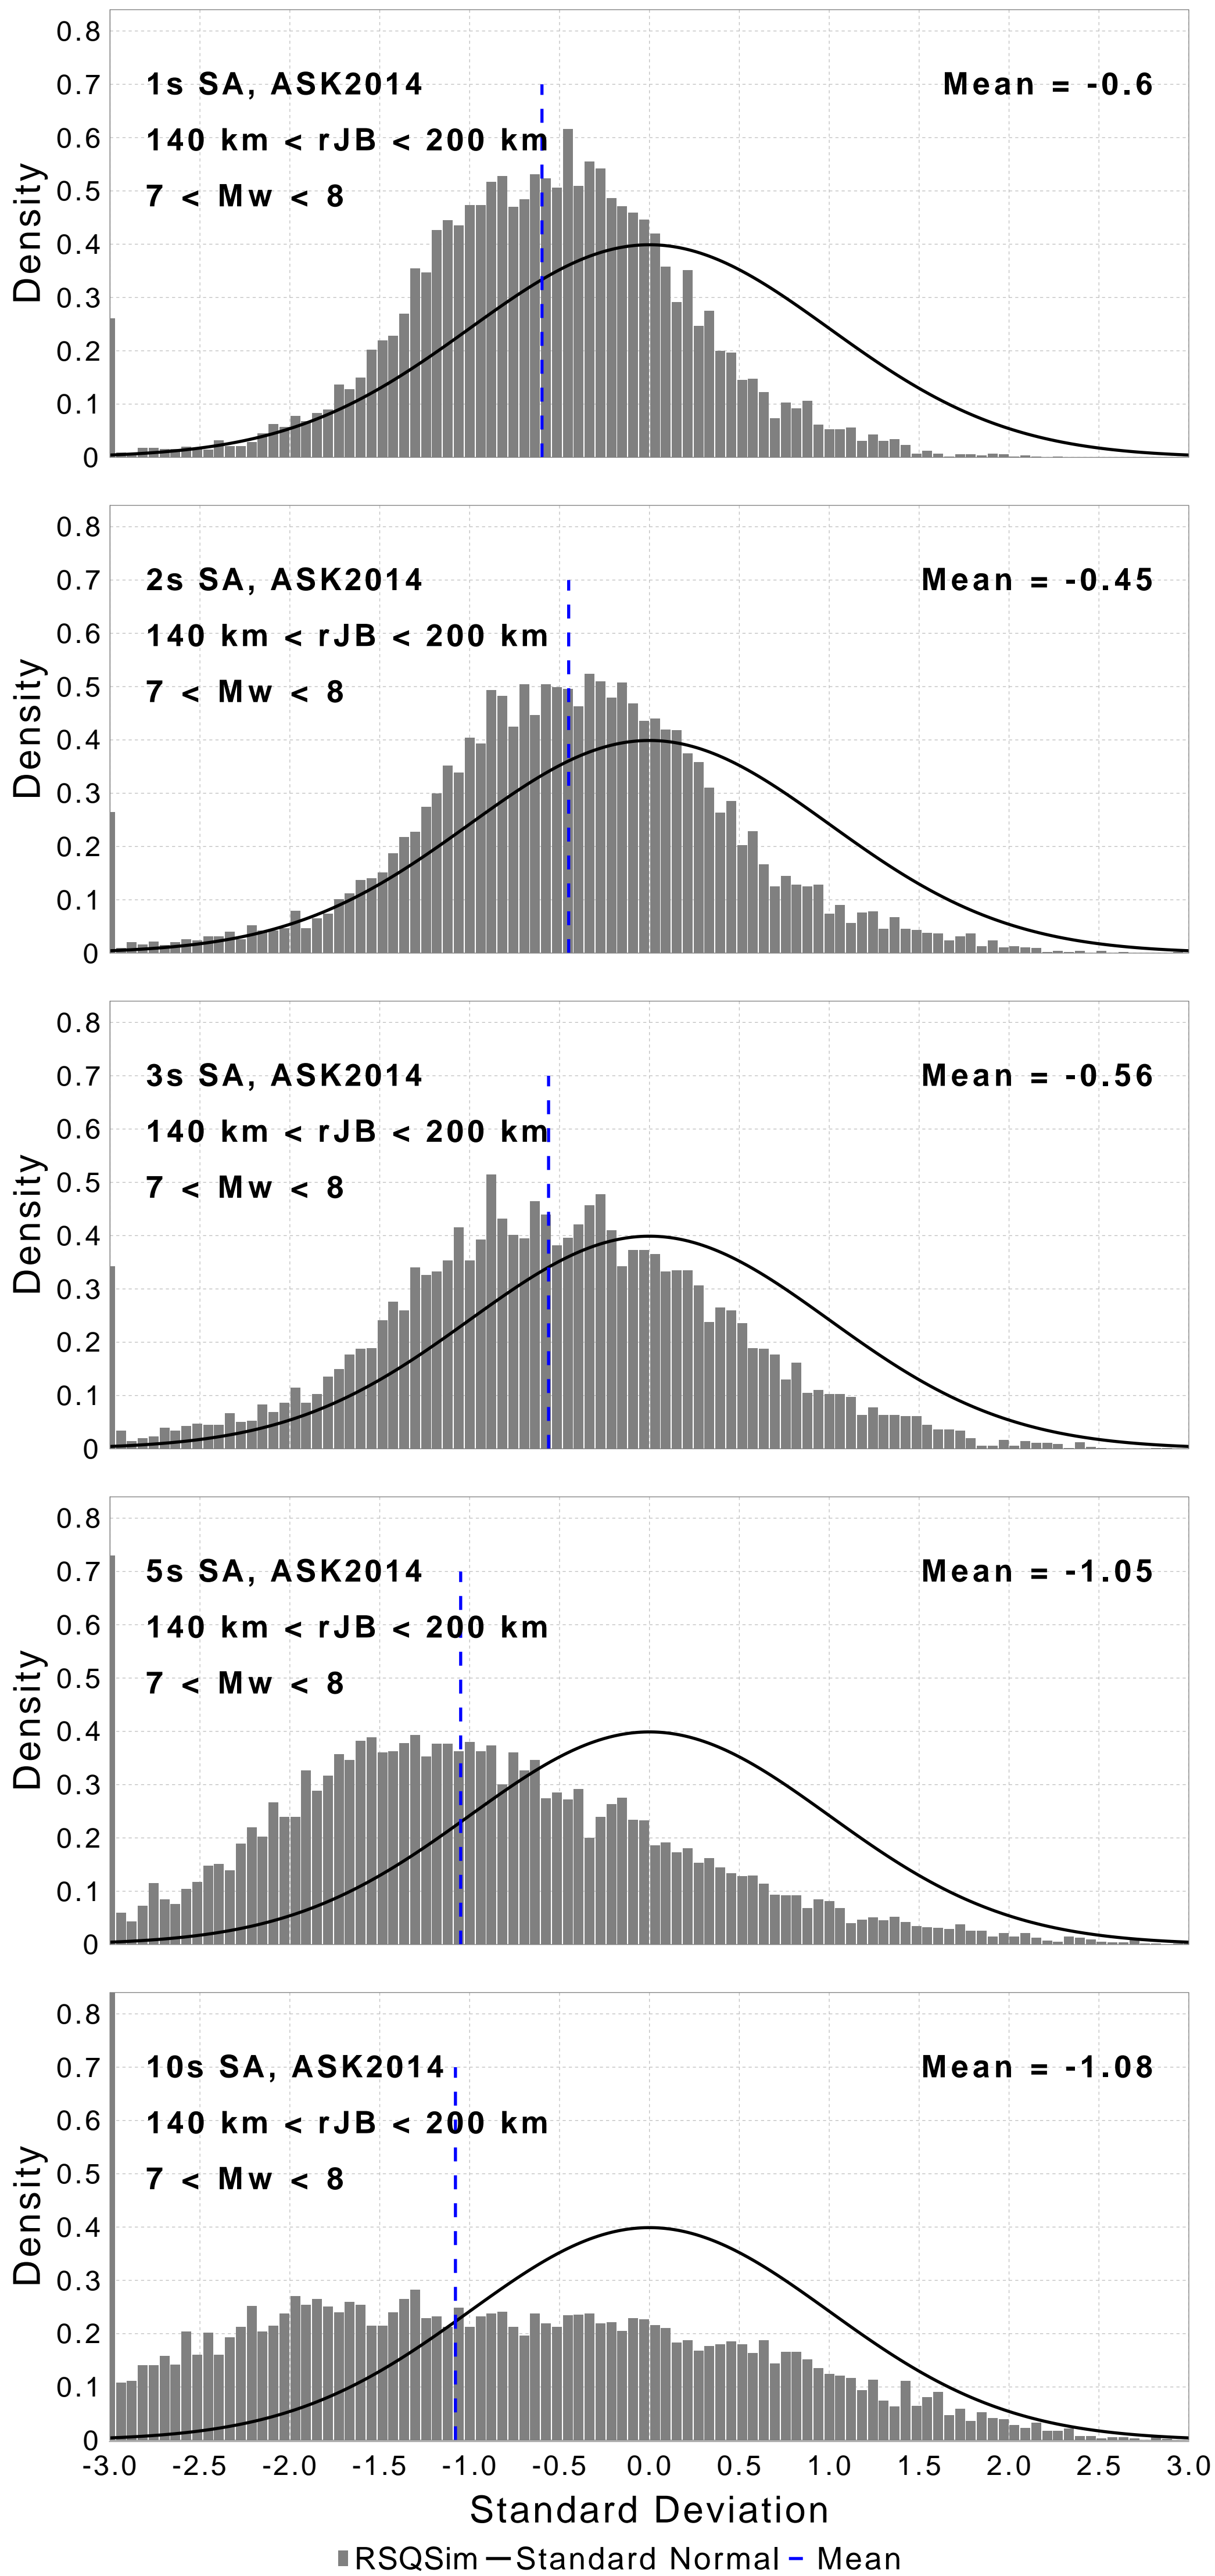 0.8
1s SA, ASK2014 Mean = -0.6
0.7
140 km < rJB < 200 km
0.6
7 < Mw < 8
0.5
0.4
0.3
0.2
0.1
0
Density
0.8
2s SA, ASK2014 Mean = -0.45
0.7
140 km < rJB < 200 km
0.6
7 < Mw < 8
0.5
0.4
0.3
0.2
0.1
0
Density
0.8
3s SA, ASK2014 Mean = -0.56
0.7
140 km < rJB < 200 km
0.6
7 < Mw < 8
0.5
0.4
0.3
0.2
0.1
0
Density
0.8
5s SA, ASK2014 Mean = -1.05
0.7
140 km < rJB < 200 km
0.6
7 < Mw < 8
0.5
0.4
0.3
0.2
0.1
0
Density
0.8
10s SA, ASK2014 Mean = -1.08
0.7
140 km < rJB < 200 km
0.6
7 < Mw < 8
0.5
0.4
0.3
0.2
0.1
0
Density
-3.0 -2.5 -2.0 -1.5 -1.0 -0.5 0.0 0.5 1.0 1.5 2.0 2.5 3.0
Standard Deviation
RSQSim Standard Normal Mean